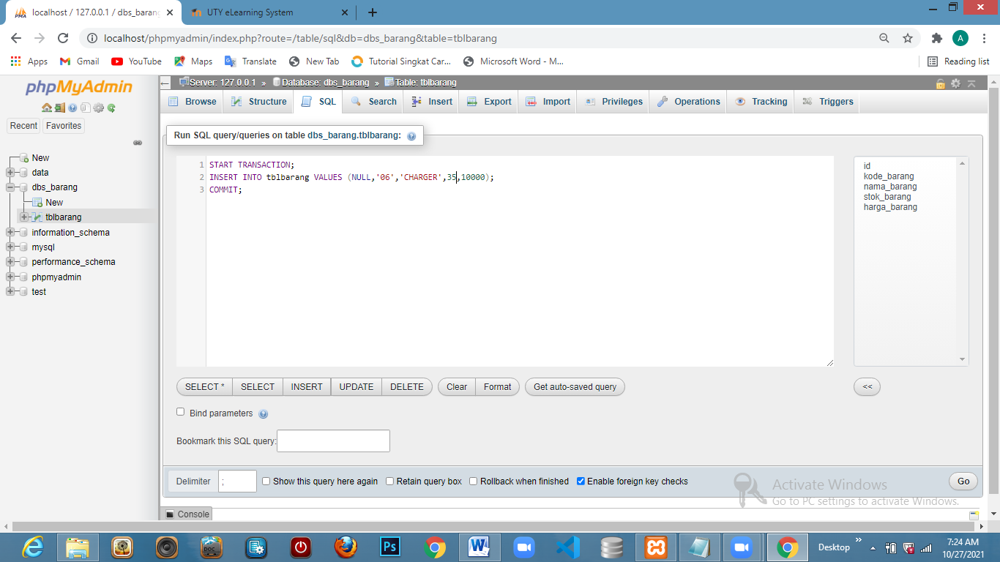 localhost / 127.0.0.1 / dbs_barang
UTY eLearning System
localhost/phpmyadmin/index.php?route=/table/sql&db=dbs_barang&table=tblbarang
A
Apps
Gmail
YouTube
Maps
Translate
New Tab
Tutorial Singkat Car...
Microsoft Word - M...
Reading list
phpMyAdmin
Recent
Favorites
New
data
dbs_barang
New
tblbarang
information_schema
mysql
performance_schema
phpmyadmin
test
Server: 127.0.0.1 » Database: dbs_barang » Table: tblbarang
Browse
Structure
SQL
Search
Insert
Export
Import
Privileges
Operations
Tracking
Triggers
Run SQL query/queries on table dbs_barang.tblbarang:
1 START TRANSACTION;
2 INSERT INTO tblbarang VALUES (NULL,'06','CHARGER',35,10000);
3 COMMIT;
id
kode_barang
nama_barang
stok_barang
harga_barang
SELECT *
SELECT
INSERT
UPDATE
DELETE
Clear
Format
Get auto-saved query
<<
Bind parameters
Bookmark this SQL query:
Delimiter
;
Show this query here again
Retain query box
Rollback when finished
Enable foreign key checks
Go
Activate Windows
Go to PC settings to activate Windows.
Console
DOC
Ps
Desktop
»
7:24 AM
10/27/2021